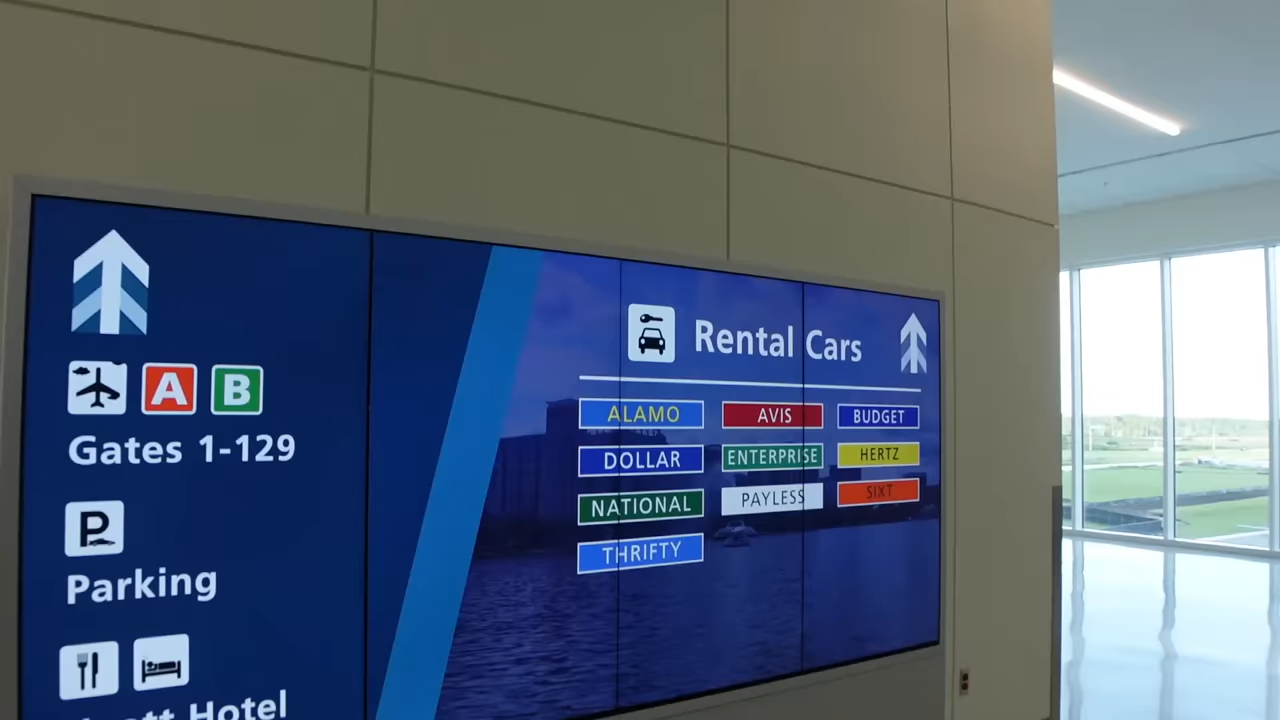 A B
Gates 1-129
P
Parking
Hotel
Rental Cars
ALAMO AVIS BUDGET
DOLLAR ENTERPRISE HERTZ
NATIONAL PAYLESS SIXT
THRIFTY